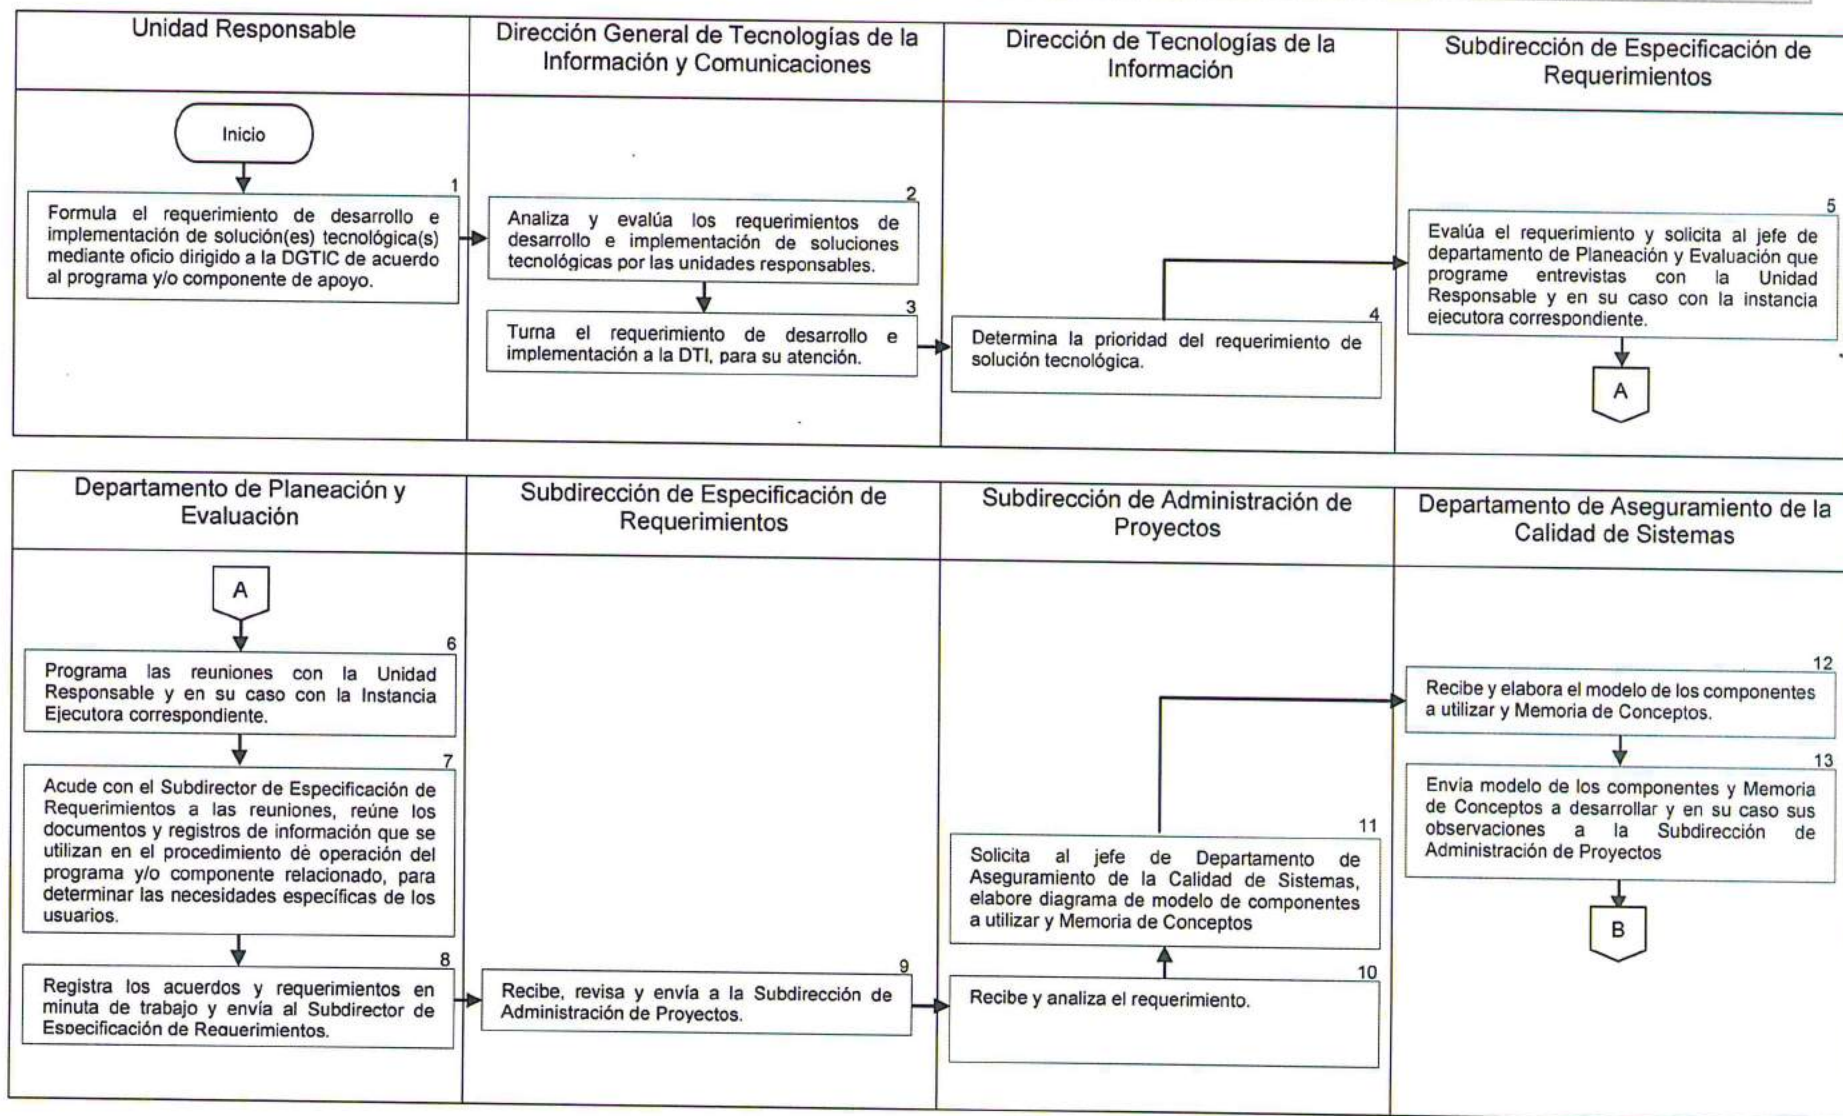 Unidad Responsable
Dirección General de Tecnologías de la
Información y Comunicaciones
Dirección de Tecnologías de la
Información
Subdirección de Especificación de
Requerimientos
Inicio
1
Formula el requerimiento de desarrollo e
implementación de solución(es) tecnológica(s)
mediante oficio dirigido a la DGTIC de acuerdo
al programa y/o componente de apoyo.
2
Analiza y evalúa los requerimientos de
desarrollo e implementación de soluciones
tecnológicas por las unidades responsables.
3
Turna el requerimiento de desarrollo e
implementación a la DTI, para su atención.
4
Determina la prioridad del requerimiento de
solución tecnológica.
5
Evalúa el requerimiento y solicita al jefe de
departamento de Planeación y Evaluación que
programe entrevistas con la Unidad
Responsable y en su caso con la instancia
ejecutora correspondiente.
A
Departamento de Planeación y
Evaluación
Subdirección de Especificación de
Requerimientos
Subdirección de Administración de
Proyectos
Departamento de Aseguramiento de la
Calidad de Sistemas
A
6
Programa las reuniones con la Unidad
Responsable y en su caso con la Instancia
Ejecutora correspondiente.
7
Acude con el Subdirector de Especificación de
Requerimientos a las reuniones, reúne los
documentos y registros de información que se
utilizan en el procedimiento de operación del
programa y/o componente relacionado, para
determinar las necesidades específicas de los
usuarios.
8
Registra los acuerdos y requerimientos en
minuta de trabajo y envía al Subdirector de
Especificación de Requerimientos.
9
Recibe, revisa y envía a la Subdirección de
Administración de Proyectos.
10
Recibe y analiza el requerimiento.
11
Solicita al jefe de Departamento de
Aseguramiento de la Calidad de Sistemas,
elabore diagrama de modelo de componentes
a utilizar y Memoria de Conceptos
12
Recibe y elabora el modelo de los componentes
a utilizar y Memoria de Conceptos.
13
Envía modelo de los componentes y Memoria
de Conceptos a desarrollar y en su caso sus
observaciones a la Subdirección de
Administración de Proyectos
B